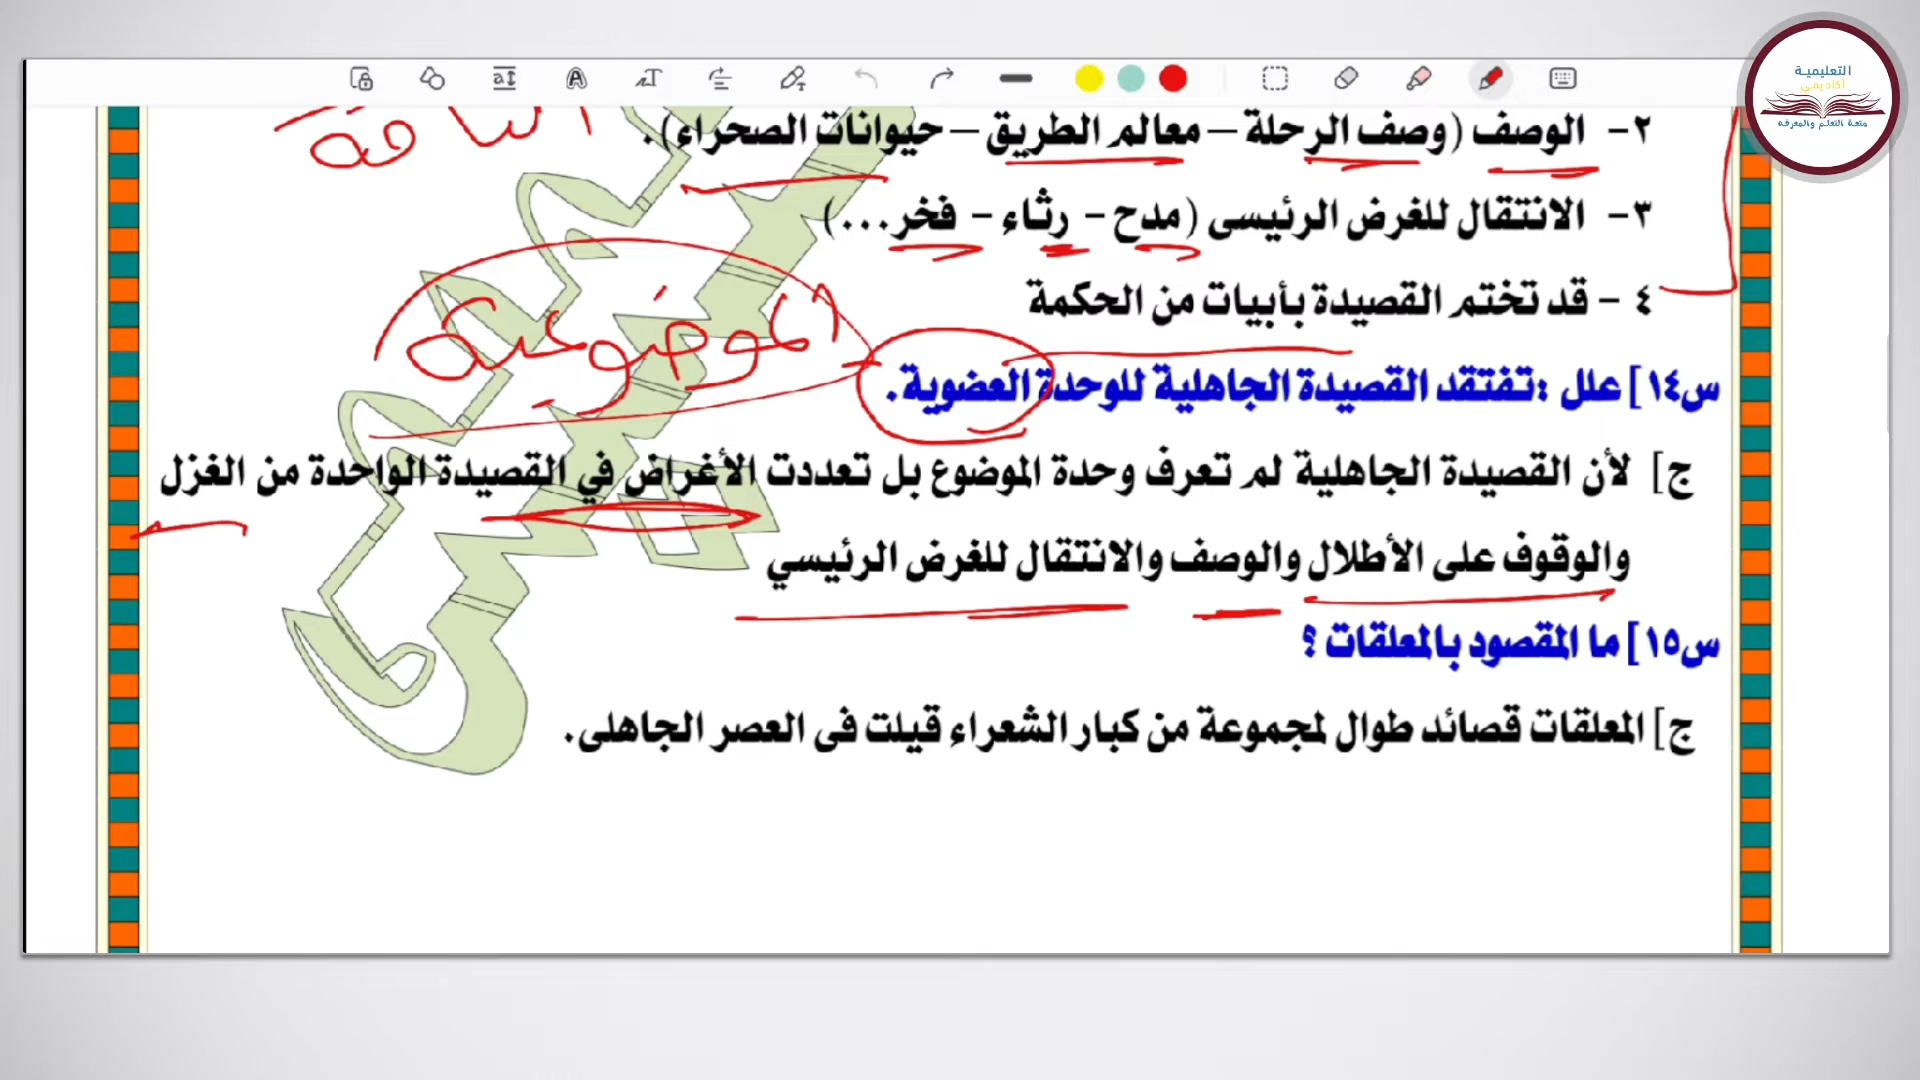 التعليمية
أكاديمي
متعة التعلم والمعرفه
الناقة
٢- الوصف (وصف الرحلة – معالم الطريق – حيوانات الصحراء).
٣- الانتقال للغرض الرئيسى (مدح - رثاء - فخر...)
٤ - قد تختم القصيدة بأبيات من الحكمة
الموضوعية
س١٤] علل :تفتقد القصيدة الجاهلية للوحدة العضوية.
ج] لأن القصيدة الجاهلية لم تعرف وحدة الموضوع بل تعددت الأغراض في القصيدة الواحدة من الغزل
والوقوف على الأطلال والوصف والانتقال للغرض الرئيسي
س١٥] ما المقصود بالمعلقات ؟
ج] المعلقات قصائد طوال لمجموعة من كبار الشعراء قيلت فى العصر الجاهلى.